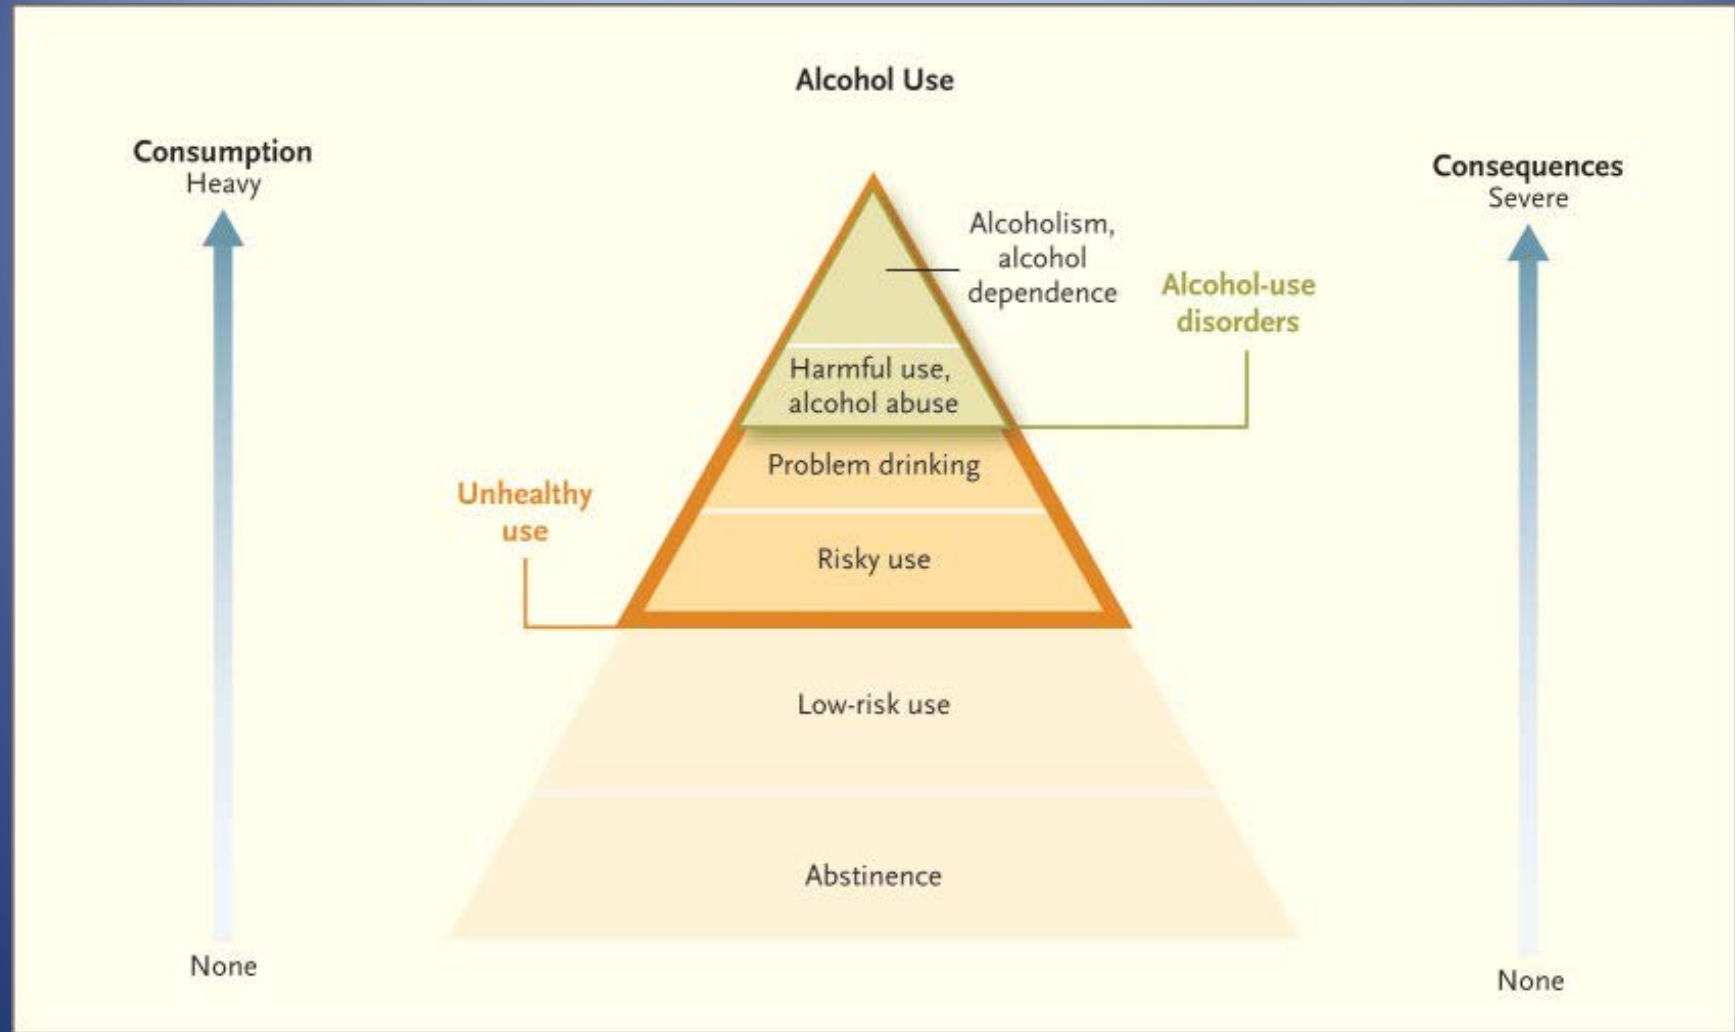 Alcohol Use
Consumption
Heavy
Consequences
Severe
Alcoholism,
alcohol
dependence
Alcohol-use
disorders
Harmful use,
alcohol abuse
Problem drinking
Unhealthy
use
Risky use
Low-risk use
Abstinence
None
None